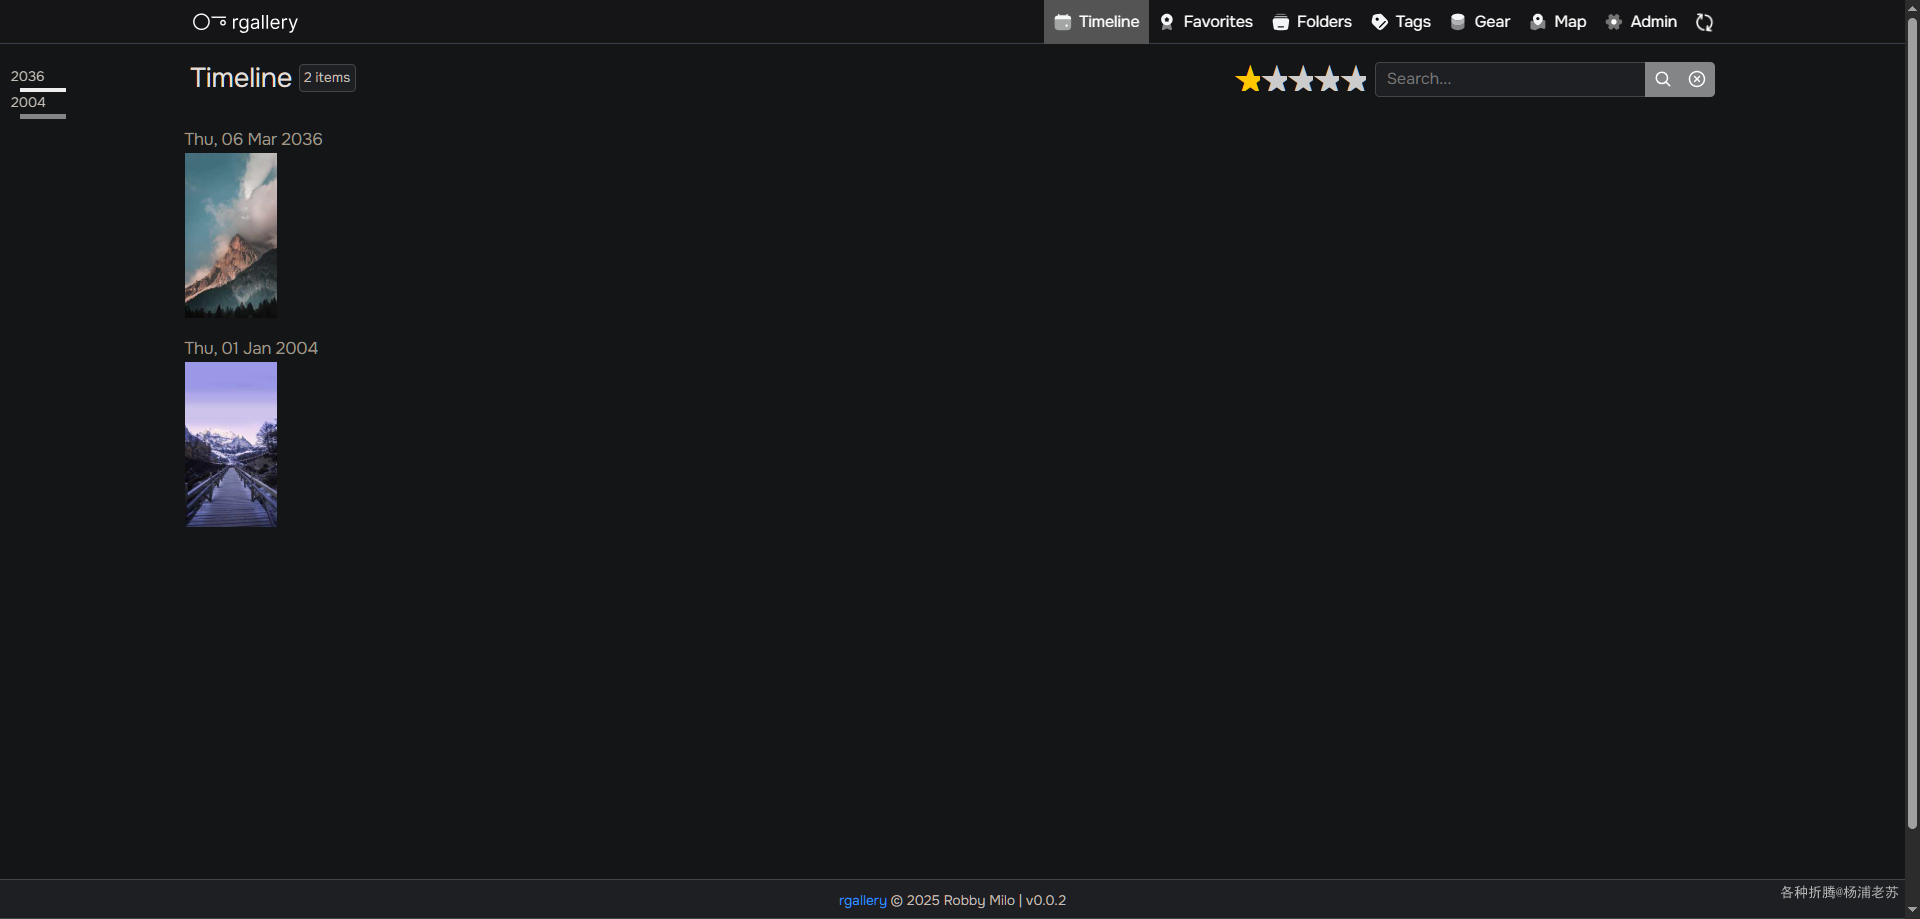 rgallery
Timeline Favorites Folders Tags Gear Map Admin
2036
2004
Timeline 2 items
Search...
Thu, 06 Mar 2036
Thu, 01 Jan 2004
rgallery © 2025 Robby Milo | v0.0.2
各种折腾@杨浦老苏